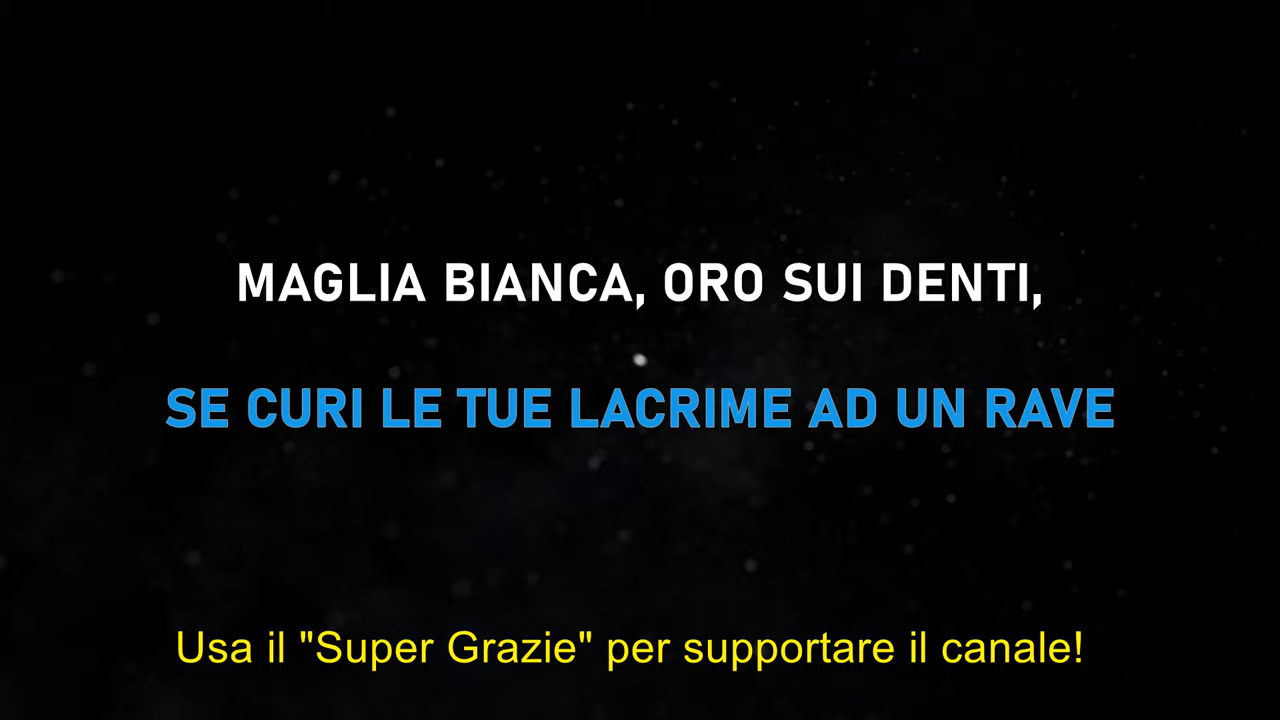 MAGLIA BIANCA, ORO SUI DENTI,
SE CURI LE TUE LACRIME AD UN RAVE
Usa il "Super Grazie" per supportare il canale!